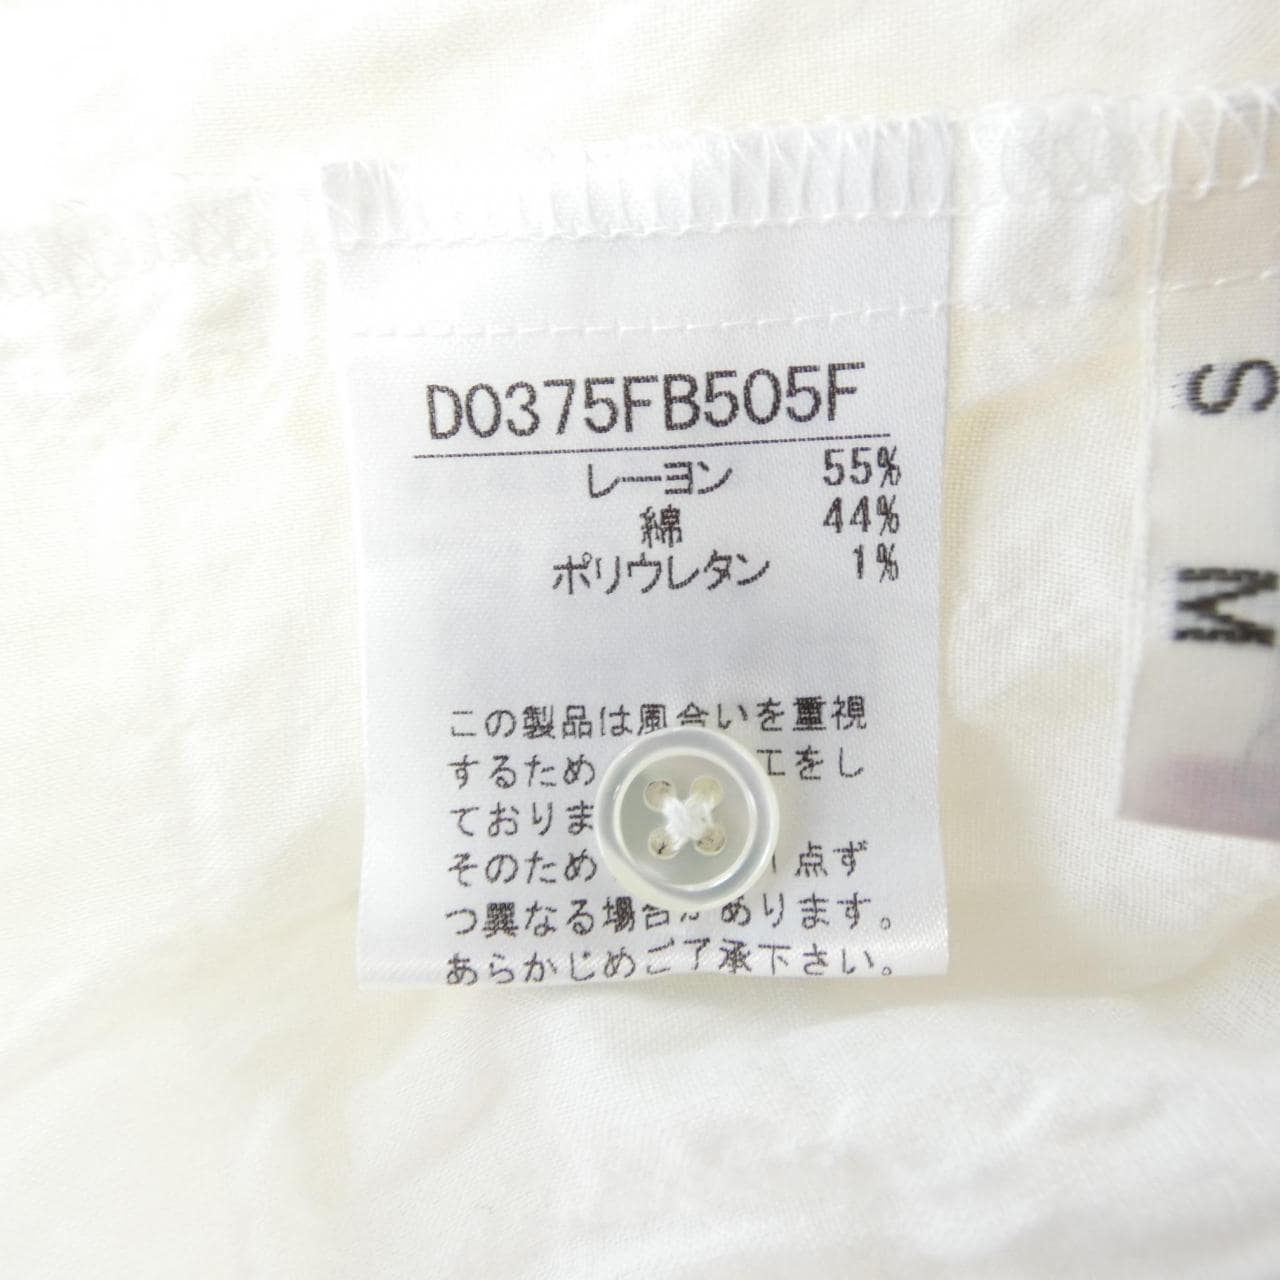 D0375FB505F
レーヨン 55%
綿 44%
ポリウレタン 1%
この製品は風合いを重視
するため 工をし
ておりま
そのため 点ず
つ異なる場合があります。
あらかじめご了承下さい。
S
M